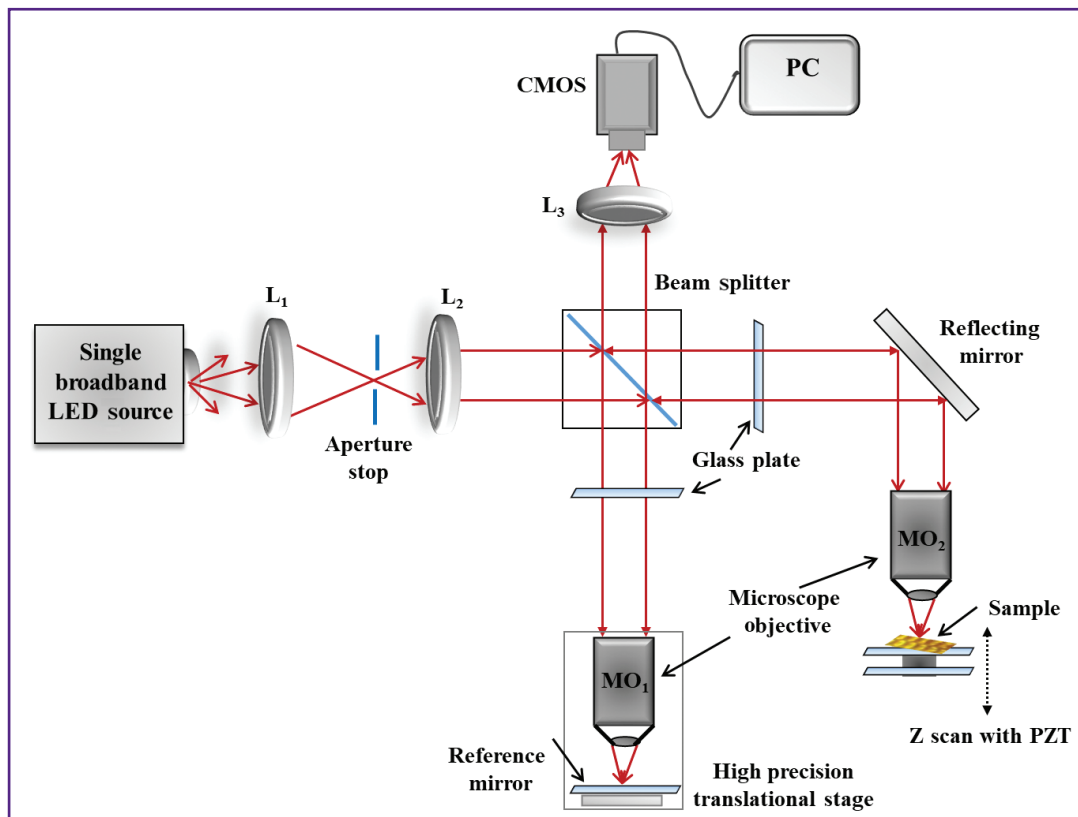 PC
CMOS
L3
Beam splitter
L1
L2
Reflecting
mirror
Single
broadband
LED source
Aperture
stop
Glass plate
MO2
Microscope
objective
Sample
MO1
Z scan with PZT
Reference
mirror
High precision
translational stage